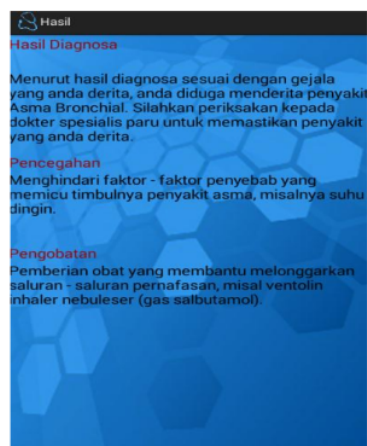 Hasil
Hasil Diagnosa
Menurut hasil diagnosa sesuai dengan gejala
yang anda derita, anda diduga menderita penyakit
Asma Bronchial. Silahkan periksakan kepada
dokter spesialis paru untuk memastikan penyakit
yang anda derita.
Pencegahan
Menghindari faktor - faktor penyebab yang
memicu timbulnya penyakit asma, misalnya suhu
dingin.
Pengobatan
Pemberian obat yang membantu melonggarkan
saluran - saluran pernafasan, misal ventolin
inhaler nebuleser (gas salbutamol).